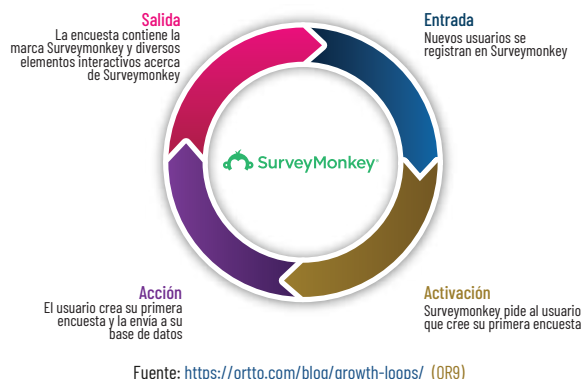 Salida
La encuesta contiene la
marca Surveymonkey y diversos
elementos interactivos acerca
de Surveymonkey
Entrada
Nuevos usuarios se
registran en Surveymonkey
SurveyMonkey®
Acción
El usuario crea su primera
encuesta y la envía a su
base de datos
Activación
Surveymonkey pide al usuario
que cree su primera encuesta
Fuente: https://ortto.com/blog/growth-loops/ (QR9)